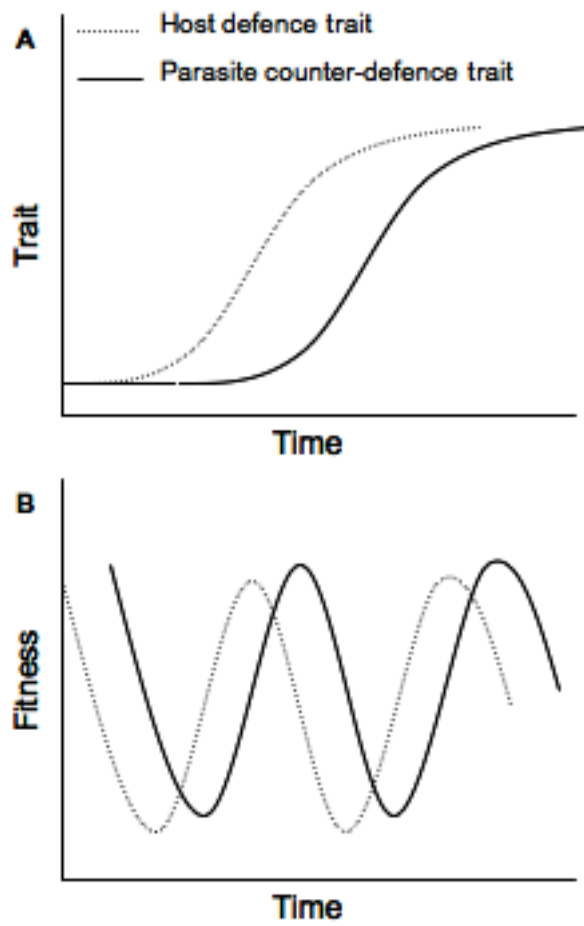 A
Host defence trait
Parasite counter-defence trait
Trait
Time
B
Fitness
Time